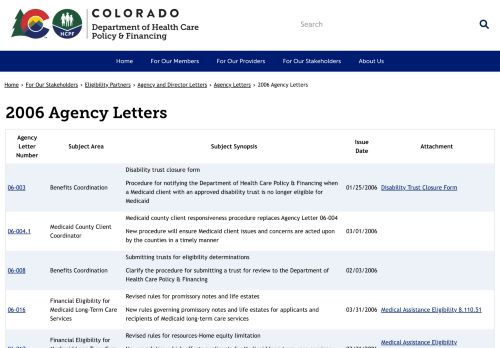 COLORADO
Department of Health Care
Policy & Financing
HCPF
Search
Home
For Our Members
For Our Providers
For Our Stakeholders
About Us
Home › For Our Stakeholders › Eligibility Partners › Agency and Director Letters › Agency Letters › 2006 Agency Letters
2006 Agency Letters
Agency Letter Number
Subject Area
Subject Synopsis
Issue Date
Attachment
06-003
Benefits Coordination
Disability trust closure form
Procedure for notifying the Department of Health Care Policy & Financing when
a Medicaid client with an approved disability trust is no longer eligible for
Medicaid
01/25/2006
Disability Trust Closure Form
06-004.1
Medicaid County Client
Coordinator
Medicaid county client responsiveness procedure replaces Agency Letter 06-004
New procedure will ensure Medicaid client issues and concerns are acted upon
by the counties in a timely manner
03/01/2006
06-008
Benefits Coordination
Submitting trusts for eligibility determinations
Clarify the procedure for submitting a trust for review to the Department of
Health Care Policy & Financing
02/03/2006
06-016
Financial Eligibility for
Medicaid Long-Term Care
Services
Revised rules for promissory notes and life estates
New rules governing promissory notes and life estates for applicants and
recipients of Medicaid long-term care services
03/31/2006
Medical Assistance Eligibility 8.110.51
Financial Eligibility for
Revised rules for resources-Home equity limitation
Medical Assistance Eligibility